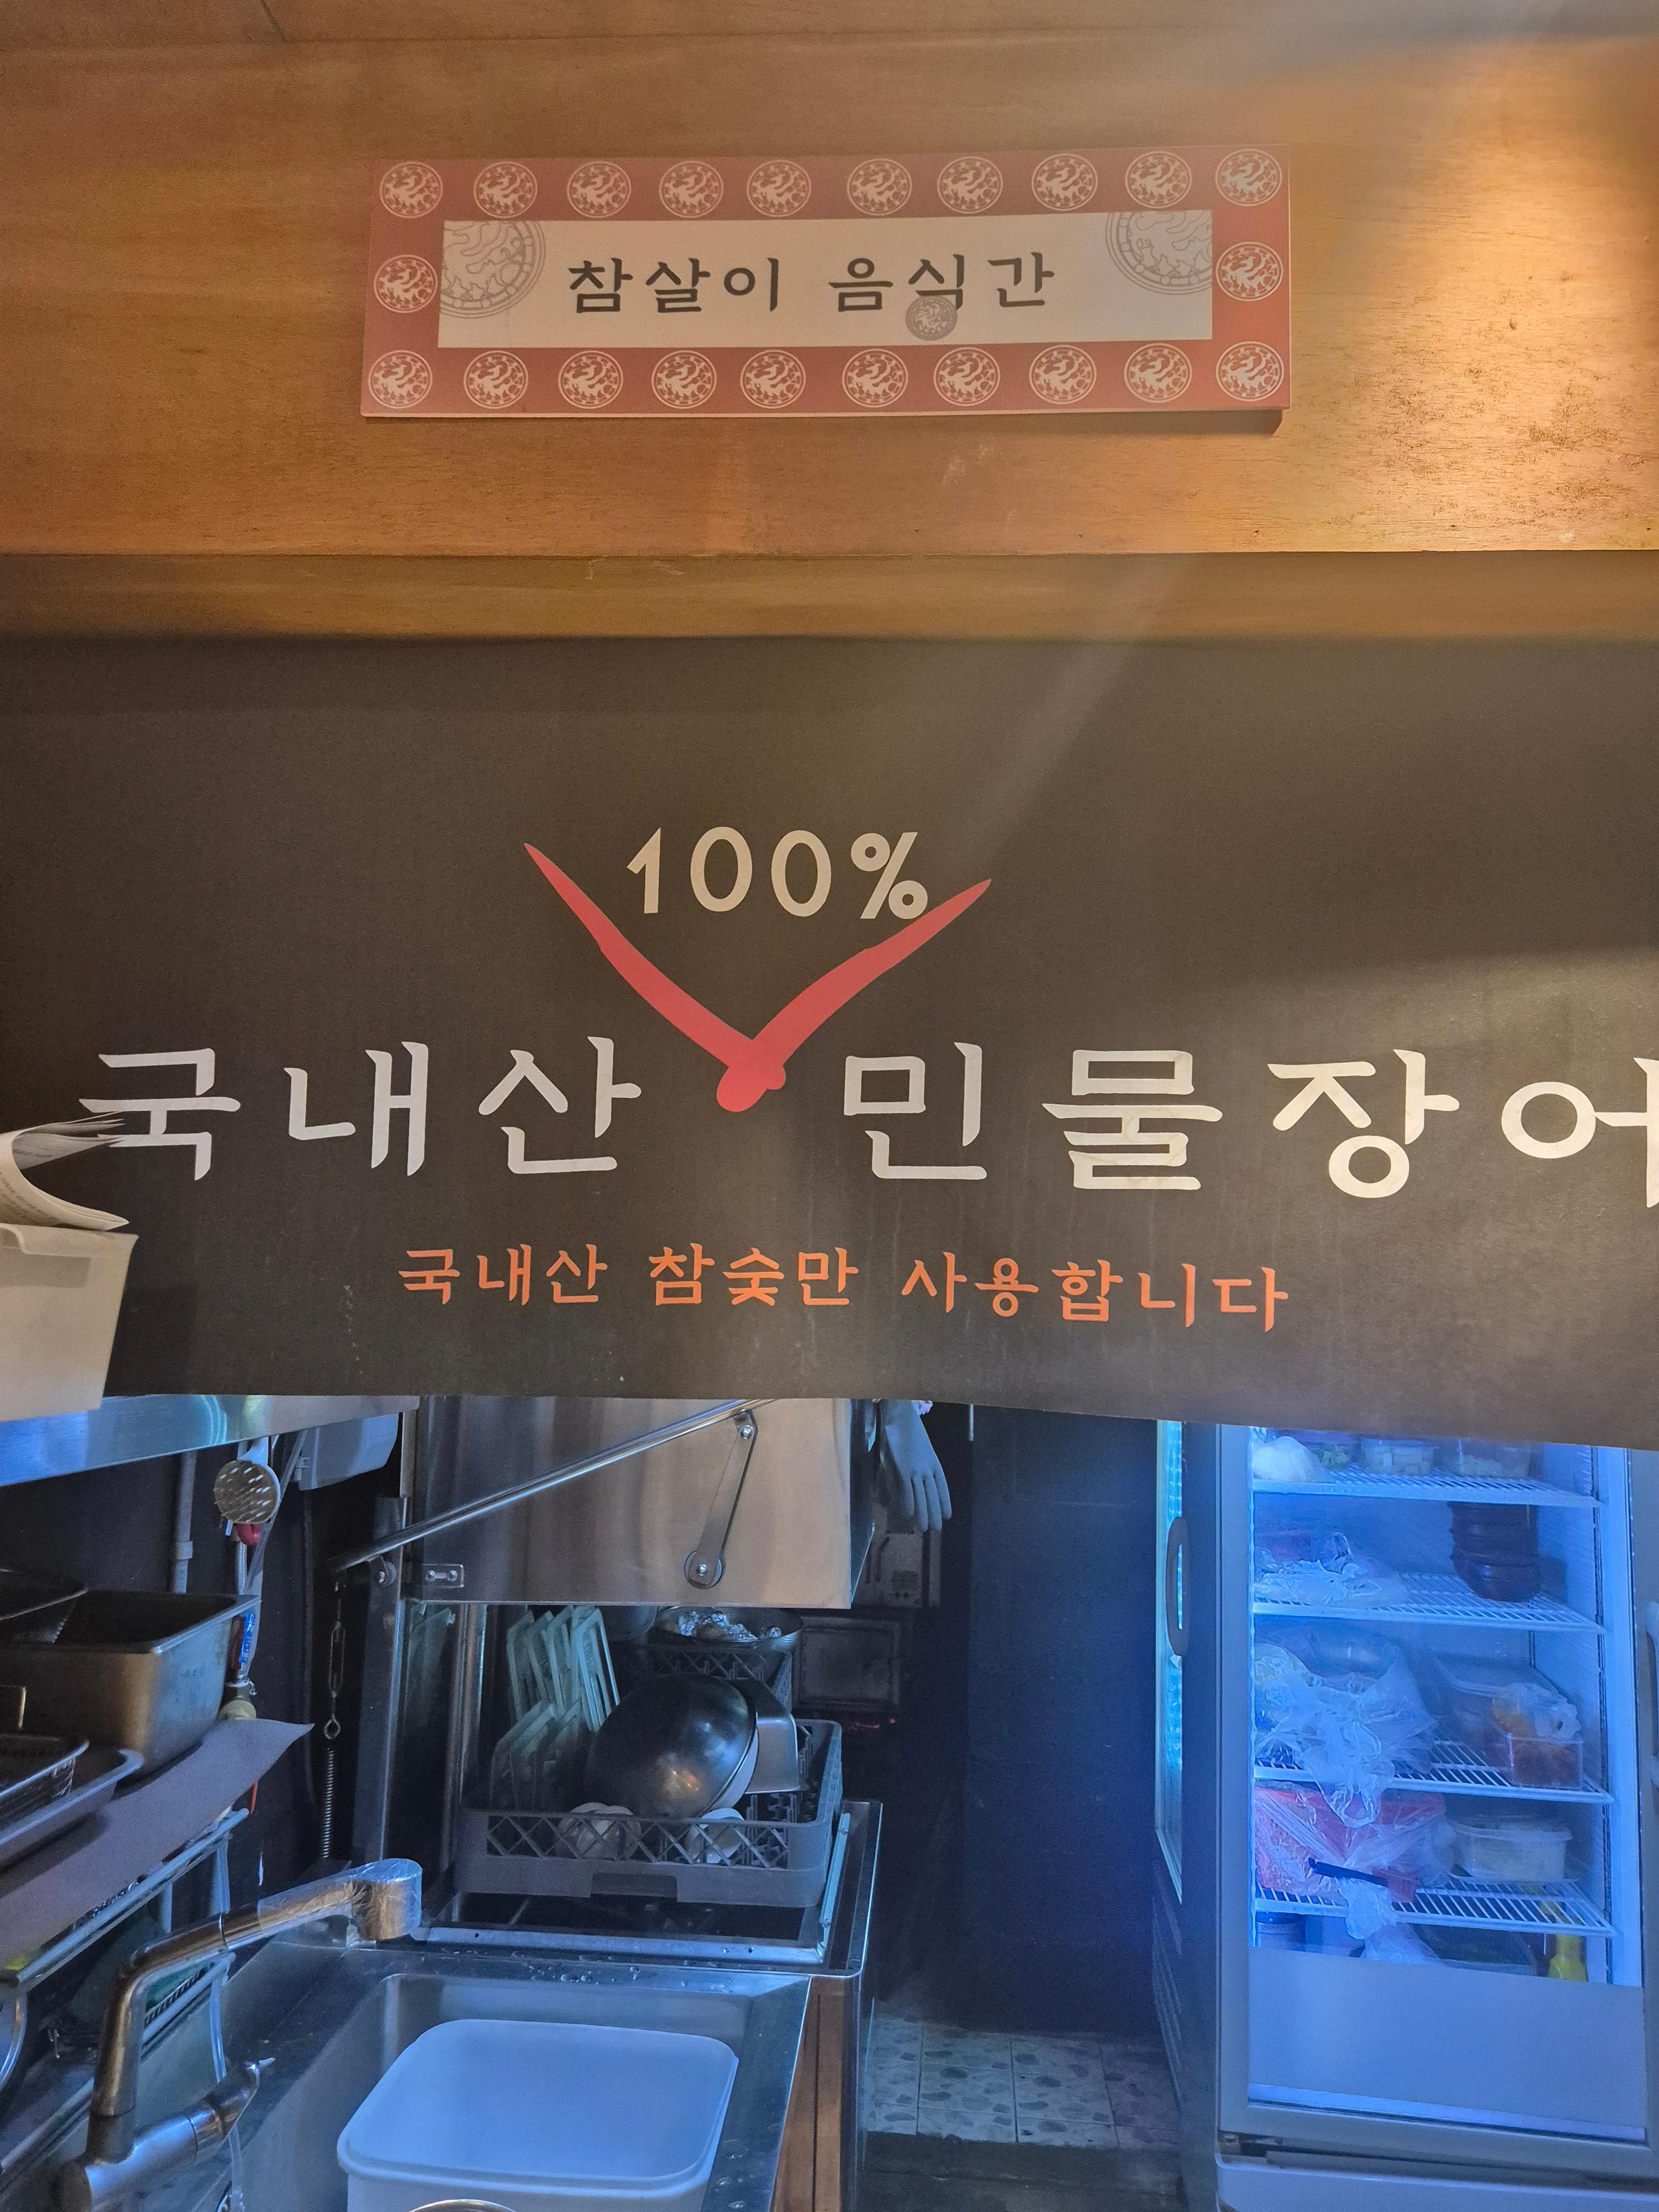 참살이 음식간
100%
국내산 민물장어
국내산 참숯만 사용합니다